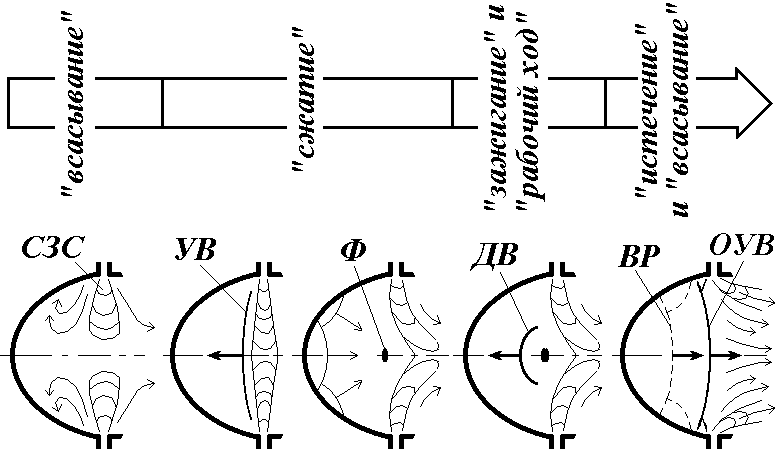 "всасывание"
"сжатие"
"зажигание" и
"рабочий ход"
"истечение"
и "всасывание"
СЗС
УВ
Ф
ДВ
ВР
ОУВ